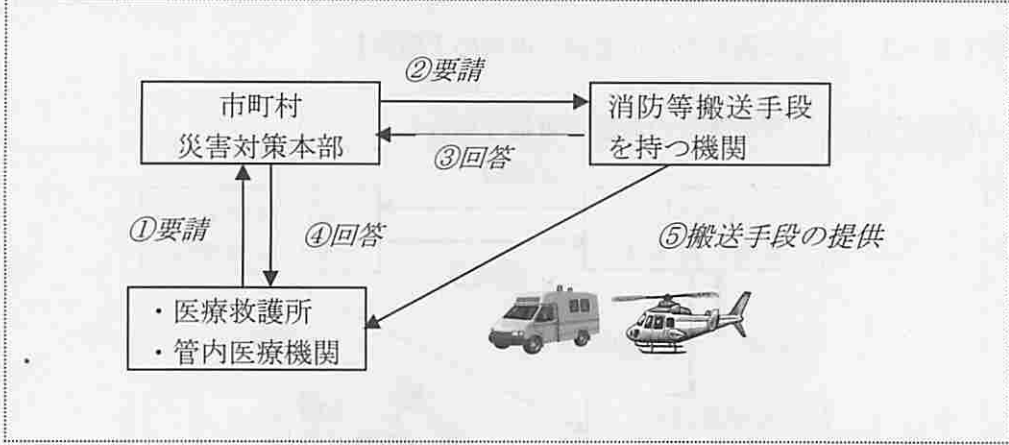 ②要請
市町村
災害対策本部
消防等搬送手段
を持つ機関
③回答
①要請
④回答
⑤搬送手段の提供
・医療救護所
・管内医療機関